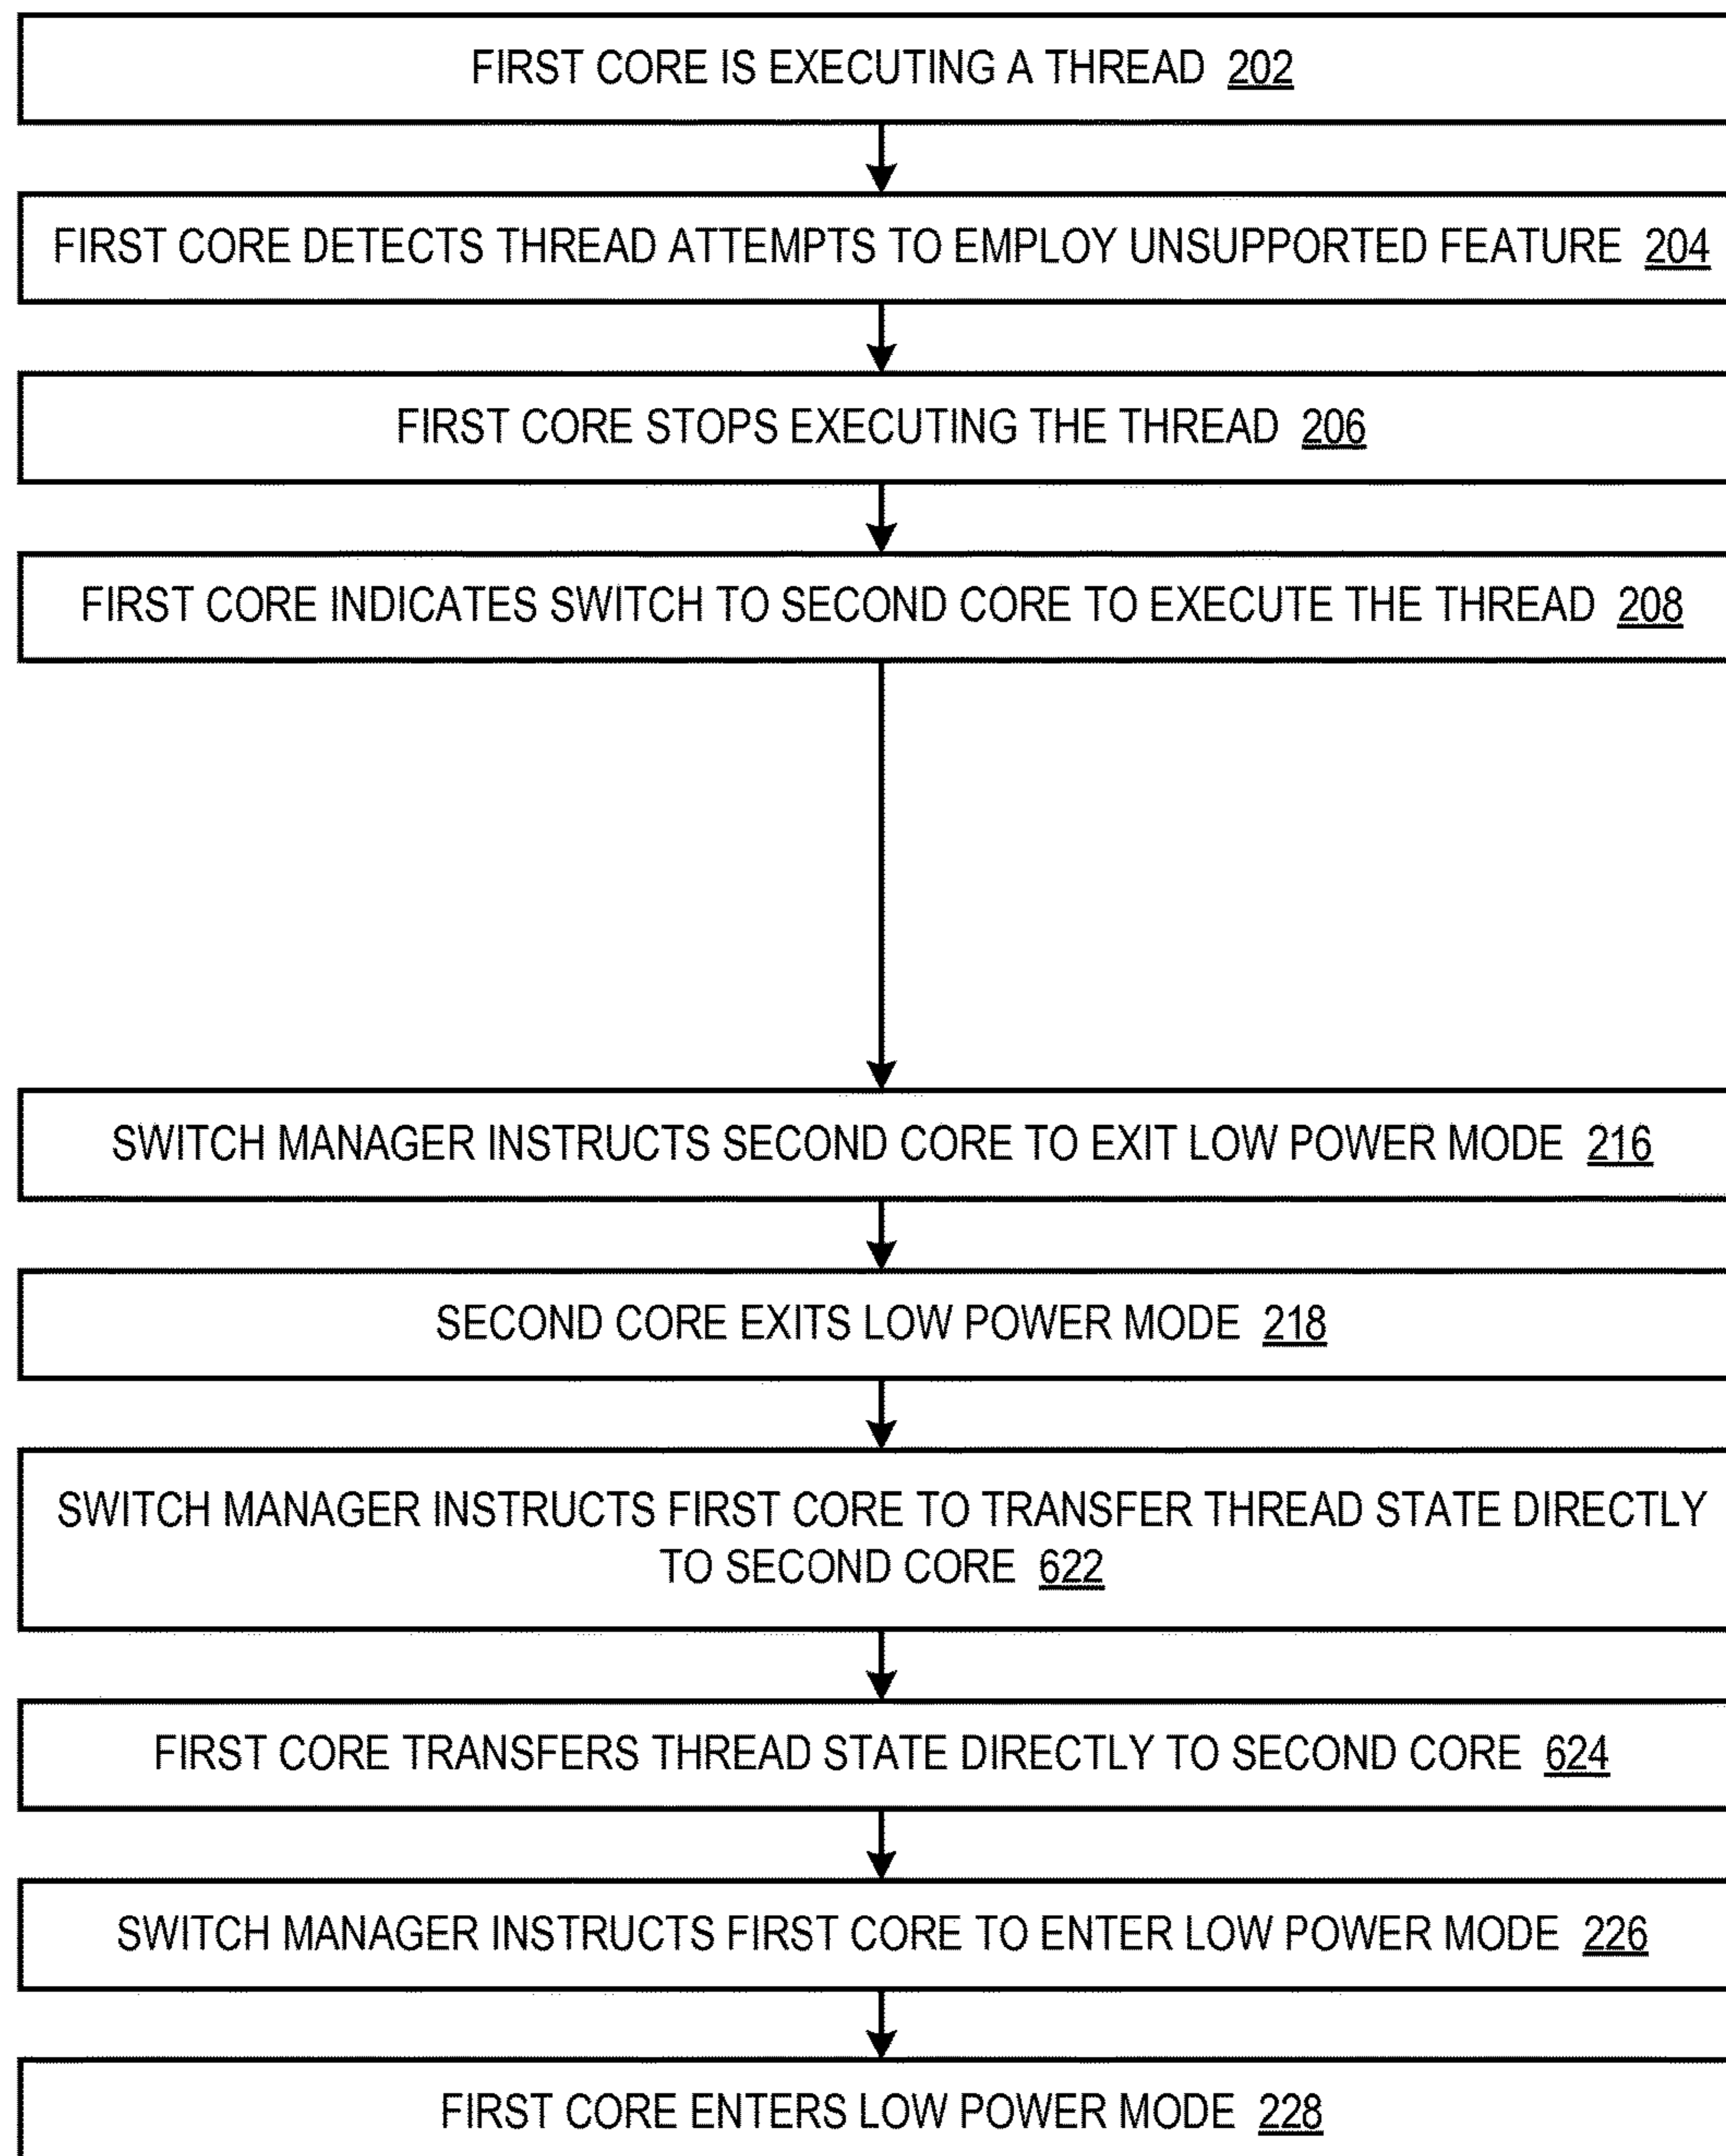 FIRST CORE IS EXECUTING A THREAD 202
FIRST CORE DETECTS THREAD ATTEMPTS TO EMPLOY UNSUPPORTED FEATURE 204
FIRST CORE STOPS EXECUTING THE THREAD 206
FIRST CORE INDICATES SWITCH TO SECOND CORE TO EXECUTE THE THREAD 208
SWITCH MANAGER INSTRUCTS SECOND CORE TO EXIT LOW POWER MODE 216
SECOND CORE EXITS LOW POWER MODE 218
SWITCH MANAGER INSTRUCTS FIRST CORE TO TRANSFER THREAD STATE DIRECTLY
TO SECOND CORE 622
FIRST CORE TRANSFERS THREAD STATE DIRECTLY TO SECOND CORE 624
SWITCH MANAGER INSTRUCTS FIRST CORE TO ENTER LOW POWER MODE 226
FIRST CORE ENTERS LOW POWER MODE 228